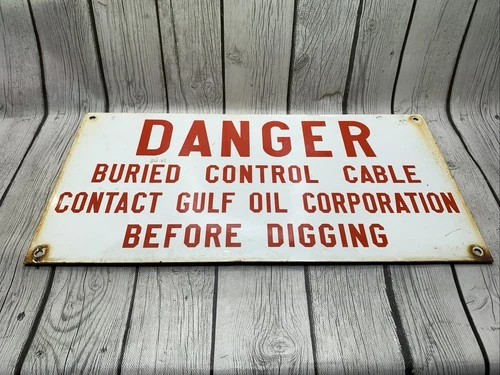 DANGER
BURIED CONTROL CABLE
CONTACT GULF OIL CORPORATION
BEFORE DIGGING